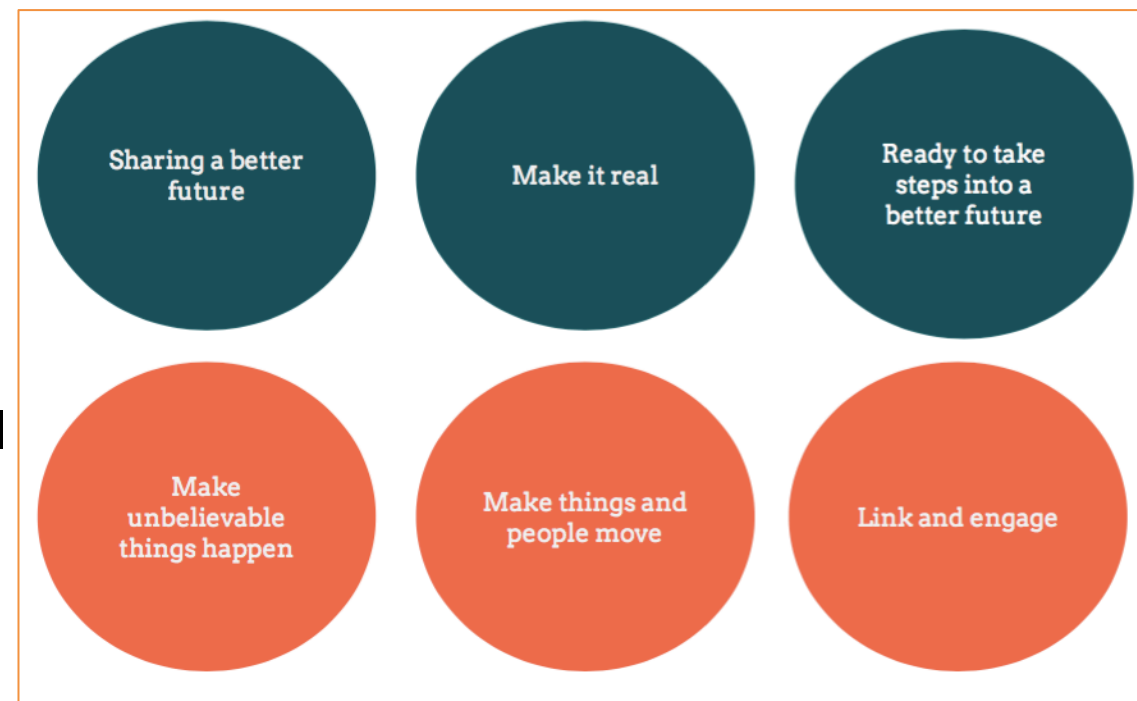 Sharing a better
future
Make it real
Ready to take
steps into a
better future
Make
unbelievable
things happen
Make things and
people move
Link and engage